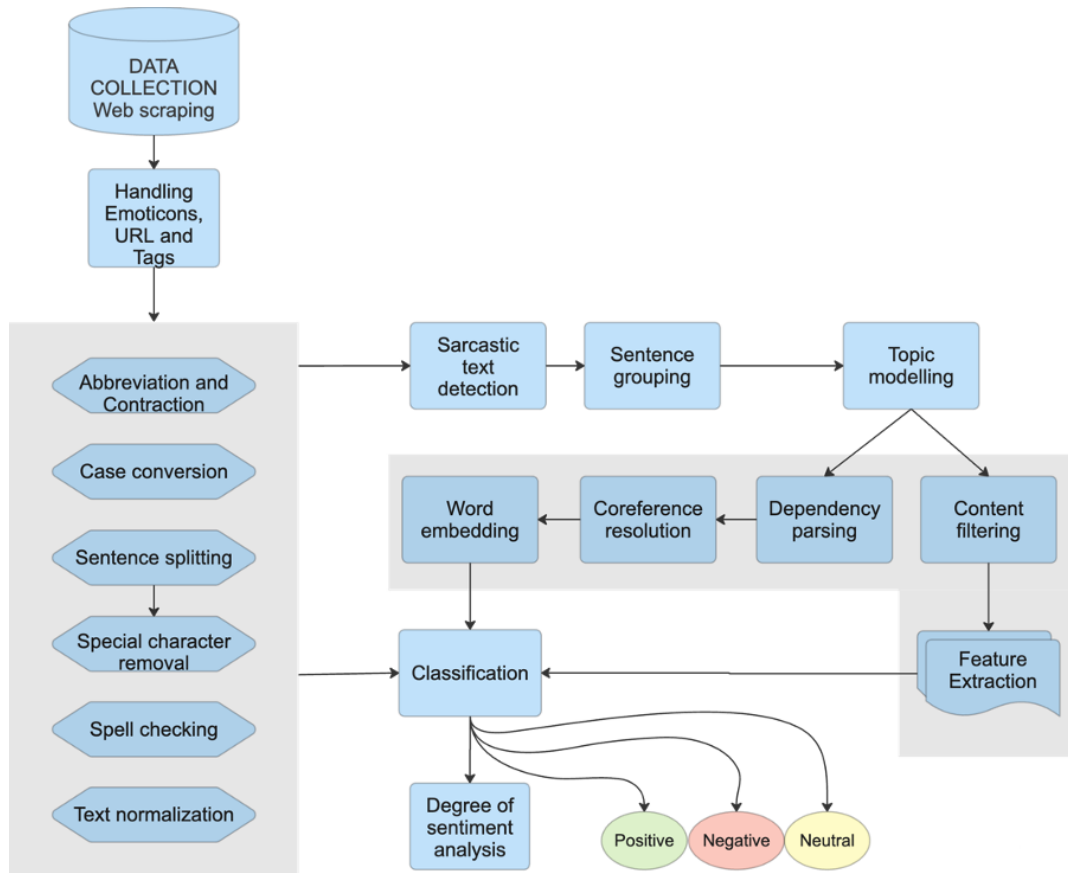 DATA
COLLECTION
Web scraping
Handling
Emoticons,
URL and
Tags
Abbreviation and
Contraction
Case conversion
Sentence splitting
Special character
removal
Spell checking
Text normalization
Sarcastic
text
detection
Sentence
grouping
Topic
modelling
Word
embedding
Coreference
resolution
Dependency
parsing
Content
filtering
Classification
Feature
Extraction
Degree of
sentiment
analysis
Positive
Negative
Neutral